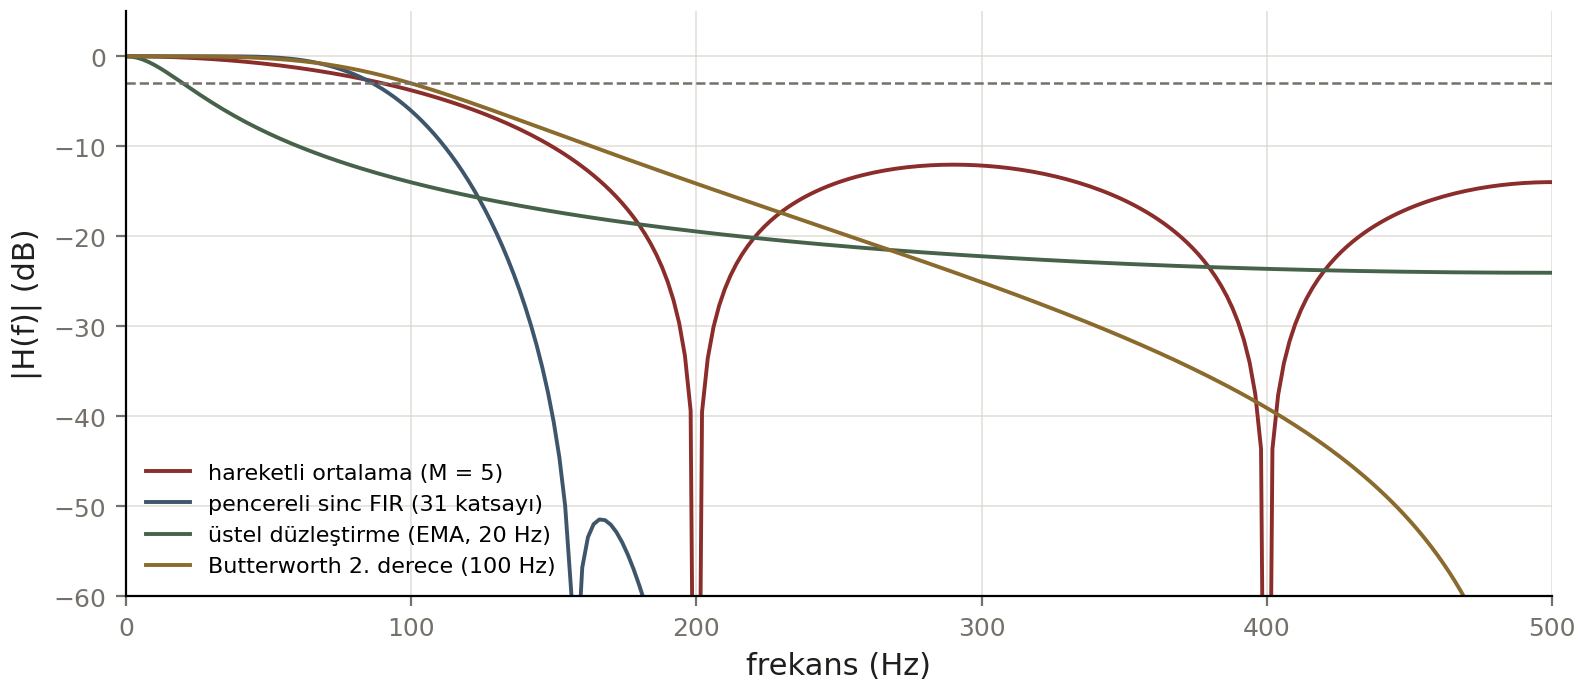 |H(f)| (dB)
0
−10
−20
−30
−40
−50
−60
hareketli ortalama (M = 5)
pencereli sinc FIR (31 katsayı)
üstel düzleştirme (EMA, 20 Hz)
Butterworth 2. derece (100 Hz)
0 100 200 300 400 500
frekans (Hz)